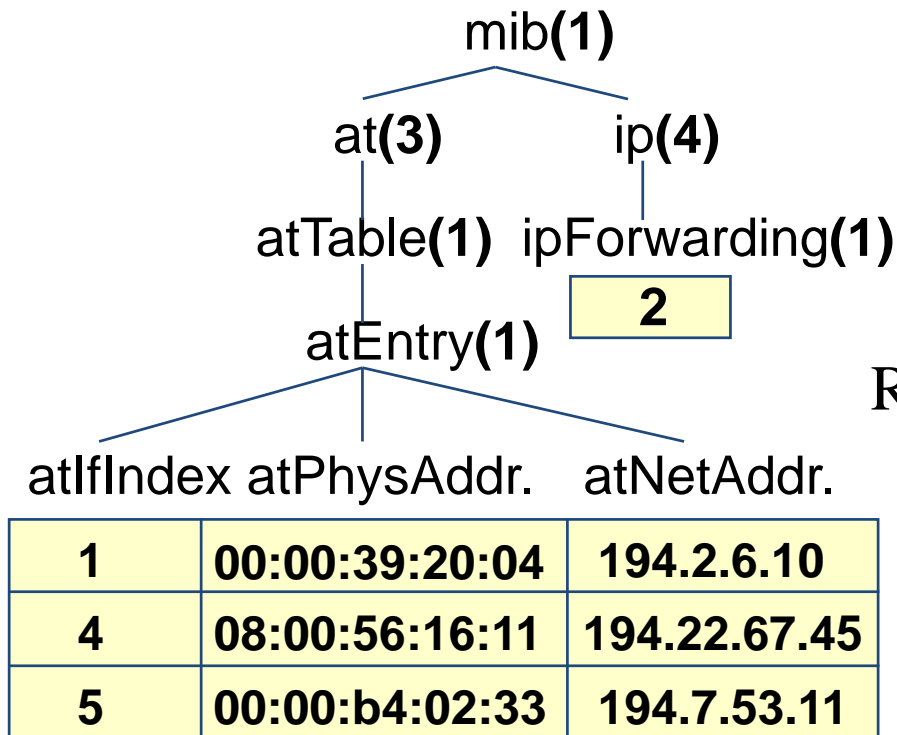 mib(1)
at(3) ip(4)
atTable(1) ipForwarding(1)
2
atEntry(1)
R
atIfIndex atPhysAddr. atNetAddr.
1 00:00:39:20:04 194.2.6.10
4 08:00:56:16:11 194.22.67.45
5 00:00:b4:02:33 194.7.53.11